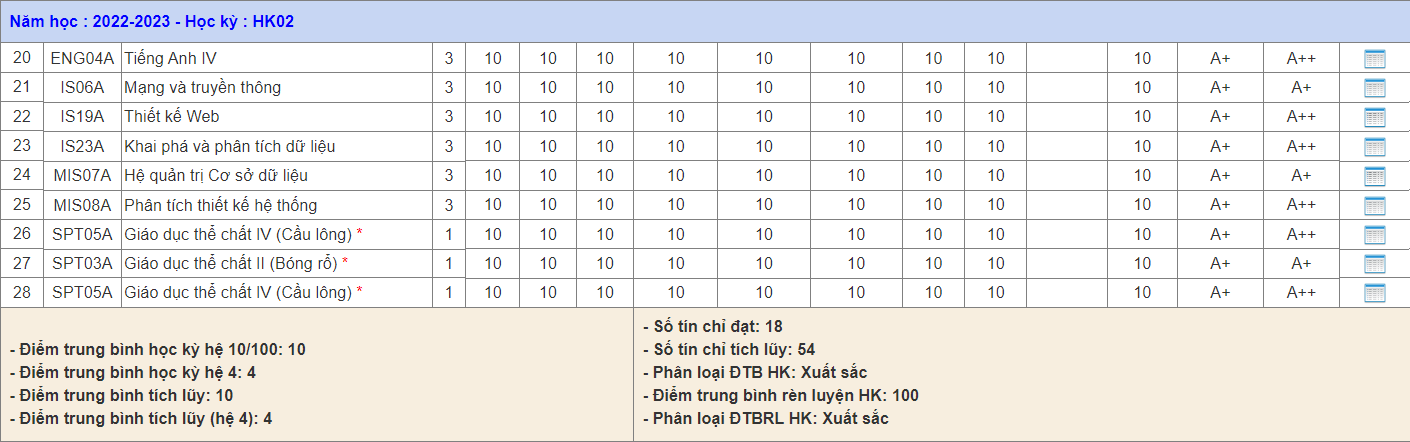 Năm học : 2022-2023 - Học kỳ : HK02
20 ENG04A Tiếng Anh IV 3 10 10 10 10 10 10 10 10 10 A+ A++
21 IS06A Mạng và truyền thông 3 10 10 10 10 10 10 10 10 10 A+ A+
22 IS19A Thiết kế Web 3 10 10 10 10 10 10 10 10 10 A+ A++
23 IS23A Khai phá và phân tích dữ liệu 3 10 10 10 10 10 10 10 10 10 A+ A++
24 MIS07A Hệ quản trị Cơ sở dữ liệu 3 10 10 10 10 10 10 10 10 10 A+ A+
25 MIS08A Phân tích thiết kế hệ thống 3 10 10 10 10 10 10 10 10 10 A+ A++
26 SPT05A Giáo dục thể chất IV (Cầu lông) * 1 10 10 10 10 10 10 10 10 10 A+ A++
27 SPT03A Giáo dục thể chất II (Bóng rổ) * 1 10 10 10 10 10 10 10 10 10 A+ A+
28 SPT05A Giáo dục thể chất IV (Cầu lông) * 1 10 10 10 10 10 10 10 10 10 A+ A++
- Điểm trung bình học kỳ hệ 10/100: 10
- Điểm trung bình học kỳ hệ 4: 4
- Điểm trung bình tích lũy: 10
- Điểm trung bình tích lũy (hệ 4): 4
- Số tín chỉ đạt: 18
- Số tín chỉ tích lũy: 54
- Phân loại ĐTB HK: Xuất sắc
- Điểm trung bình rèn luyện HK: 100
- Phân loại ĐTBRL HK: Xuất sắc